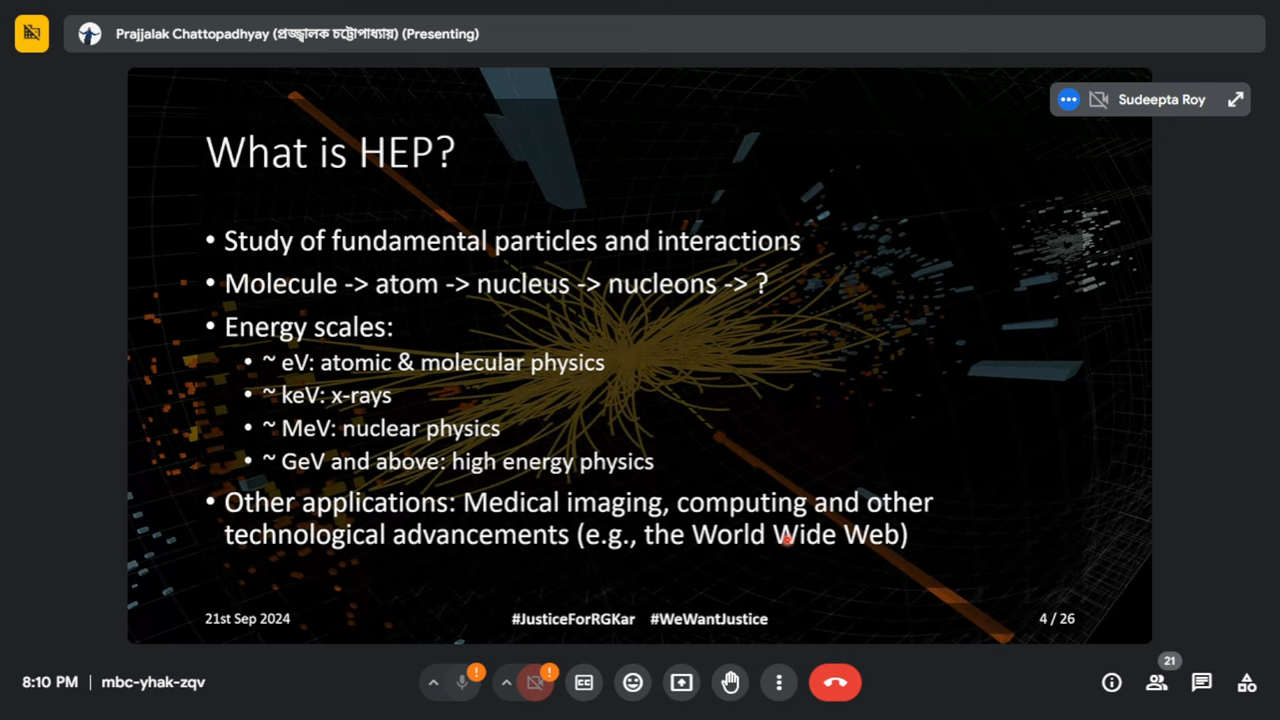 Prajjalak Chattopadhyay (প্রজ্জ্বালক চট্টোপাধ্যায়) (Presenting)
Sudeepta Roy
What is HEP?
• Study of fundamental particles and interactions
• Molecule -> atom -> nucleus -> nucleons -> ?
• Energy scales:
• ~ eV: atomic & molecular physics
• ~ keV: x-rays
• ~ MeV: nuclear physics
• ~ GeV and above: high energy physics
• Other applications: Medical imaging, computing and other
technological advancements (e.g., the World Wide Web)
21st Sep 2024 #JusticeForRGKar #WeWantJustice 4 / 26
21
8:10 PM | mbc-yhak-zqv